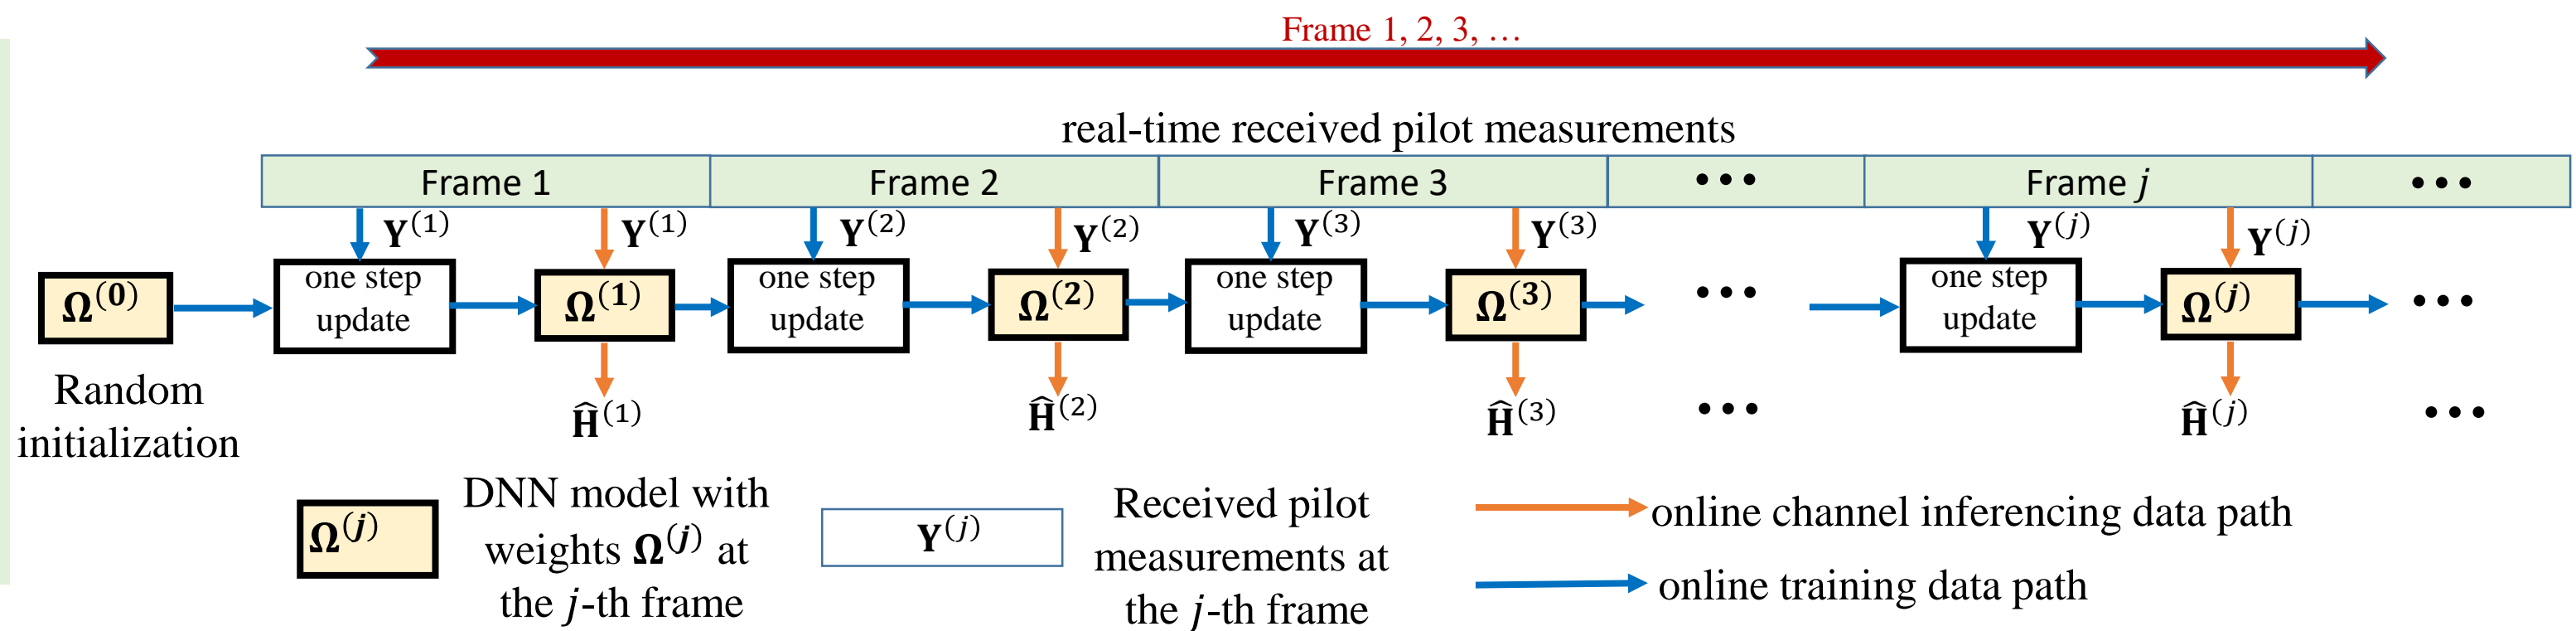 Frame 1, 2, 3, …
real-time received pilot measurements
Frame 1 Frame 2 Frame 3 ••• Frame j •••
Y^(1) Y^(1) Y^(2) Y^(2) Y^(3) Y^(3) Y^(j) Y^(j)
Ω^(0) one step update Ω^(1) one step update Ω^(2) one step update Ω^(3) ••• one step update Ω^(j) •••
Random
initialization
Ĥ^(1) Ĥ^(2) Ĥ^(3) ••• Ĥ^(j) •••
Ω^(j)
DNN model with
weights Ω^(j) at
the j-th frame
Y^(j)
Received pilot
measurements at
the j-th frame
online channel inferencing data path
online training data path